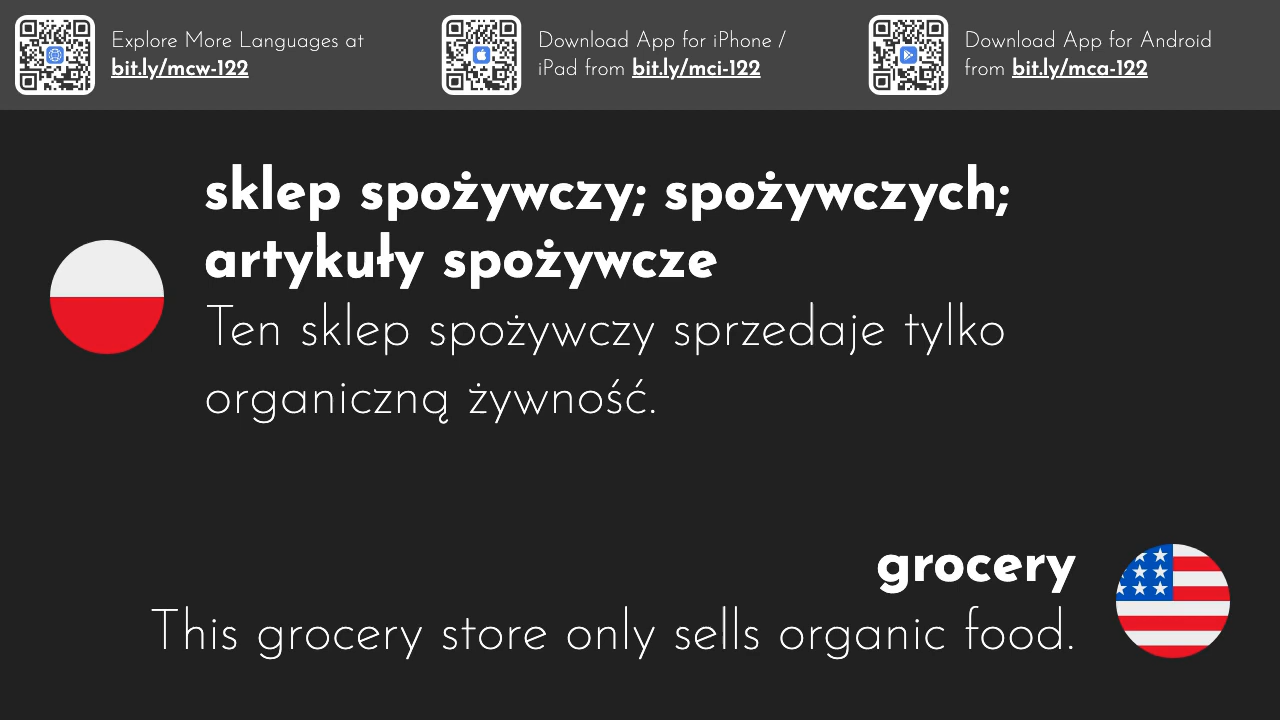 Explore More Languages at
bit.ly/mcw-122
Download App for iPhone /
iPad from bit.ly/mci-122
Download App for Android
from bit.ly/mca-122
sklep spożywczy; spożywczych;
artykuły spożywcze
Ten sklep spożywczy sprzedaje tylko
organiczną żywność.
grocery
This grocery store only sells organic food.